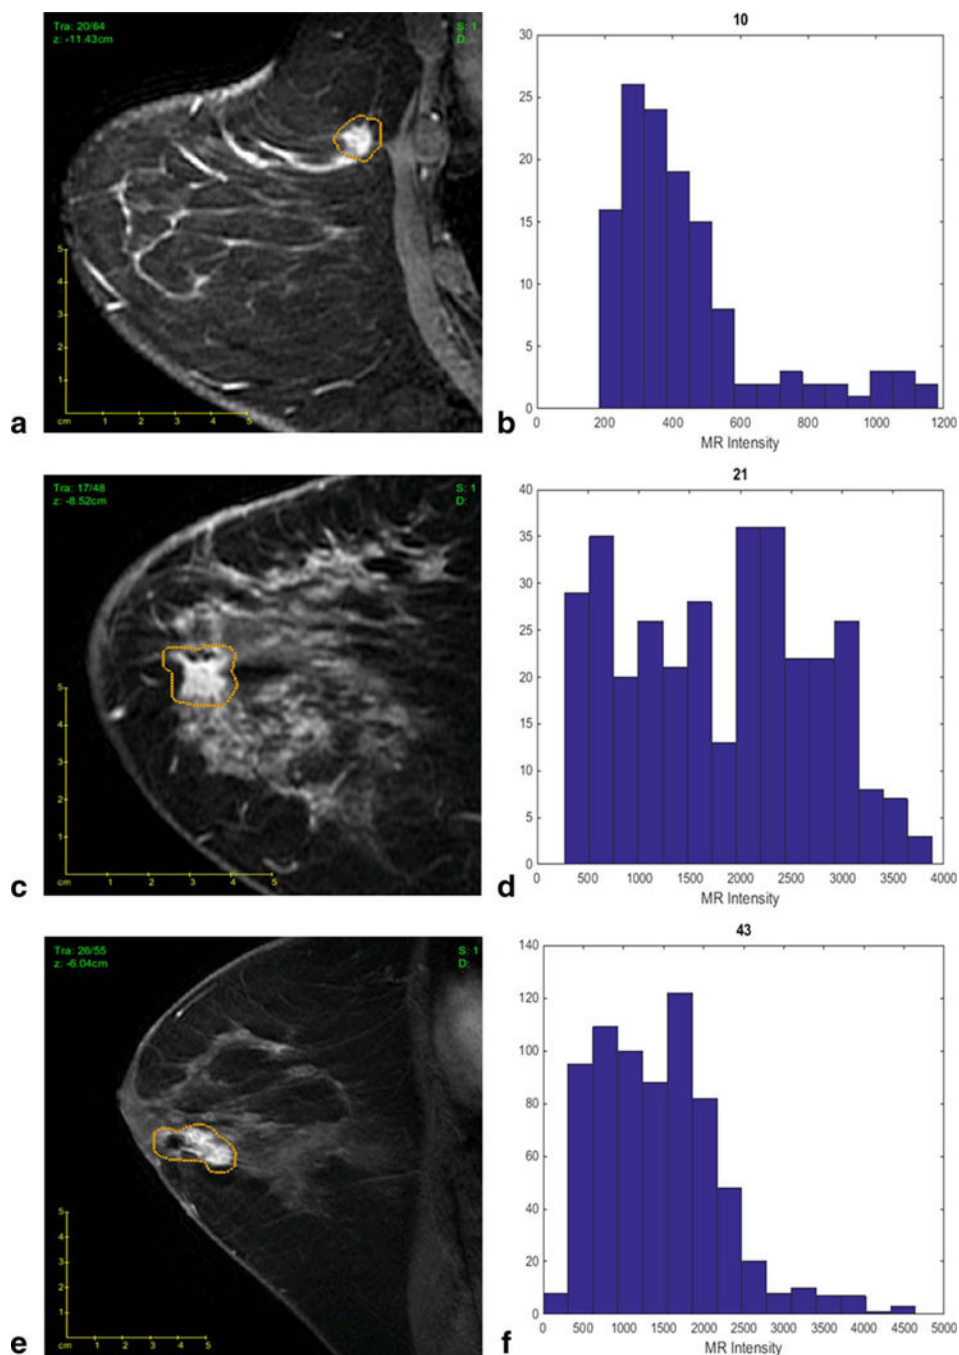 Tra: 20/64
z: -11.43cm
S: 1
D:
5
4
3
2
1
cm 1 2 3 4 5
a
10
30
25
20
15
10
5
0
0 200 400 600 800 1000 1200
MR Intensity
b
Tra: 17/48
z: -8.52cm
S: 1
D:
5
4
3
2
1
cm 1 2 3 4 5
c
21
40
35
30
25
20
15
10
5
0
0 500 1000 1500 2000 2500 3000 3500 4000
MR Intensity
d
Tra: 26/55
z: -6.04cm
S: 1
D:
5
4
3
2
1
cm 1 2 3 4 5
e
43
140
120
100
80
60
40
20
0
0 500 1000 1500 2000 2500 3000 3500 4000 4500 5000
MR Intensity
f